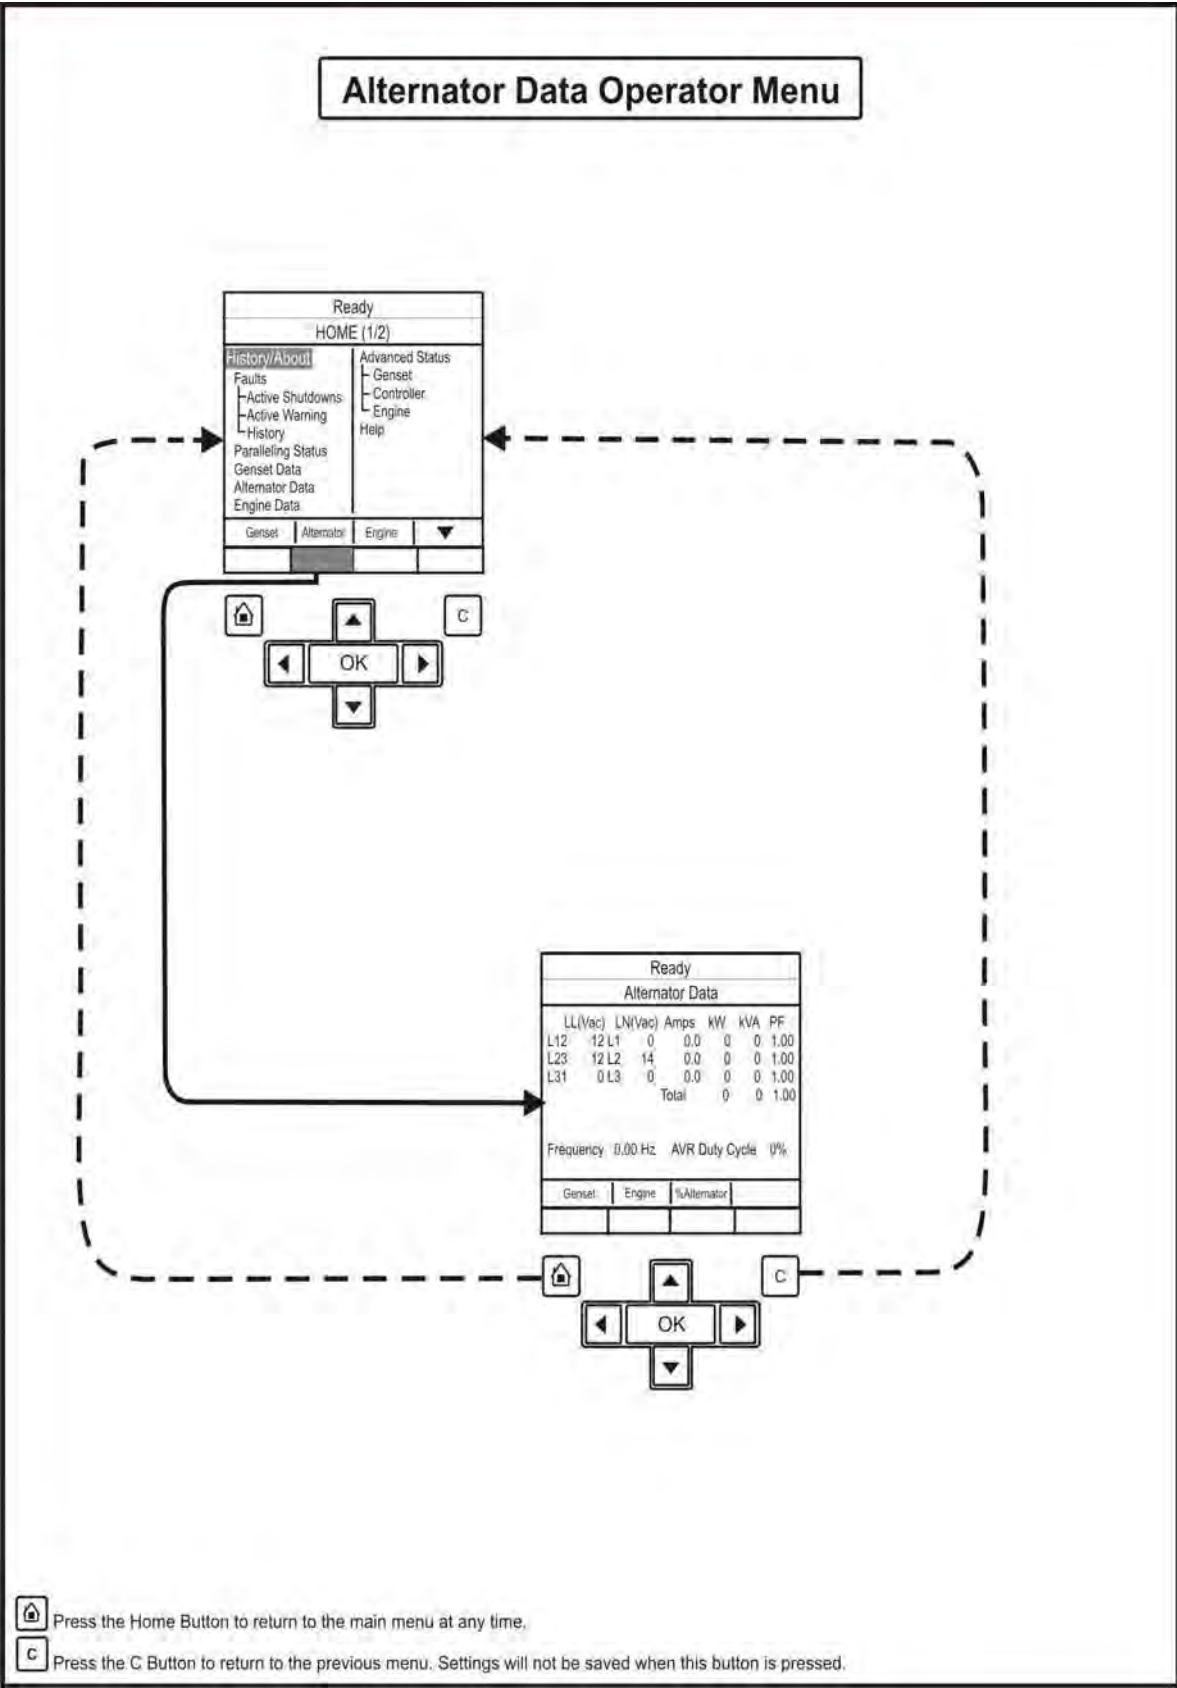 Alternator Data Operator Menu
Ready
HOME (1/2)
History/About
Faults
Active Shutdowns
Active Warning
History
Paralleling Status
Genset Data
Alternator Data
Engine Data
Advanced Status
Genset
Controller
Engine
Help
Genset Alternator Engine
C
OK
Ready
Alternator Data
LL(Vac) LN(Vac) Amps kW kVA PF
L12 12 L1 0 0.0 0 0 1.00
L23 12 L2 14 0.0 0 0 1.00
L31 0 L3 0 0.0 0 0 1.00
Total 0 0 1.00
Frequency 0.00 Hz AVR Duty Cycle 0%
Genset Engine %Alternator
C
OK
Press the Home Button to return to the main menu at any time.
C Press the C Button to return to the previous menu. Settings will not be saved when this button is pressed.